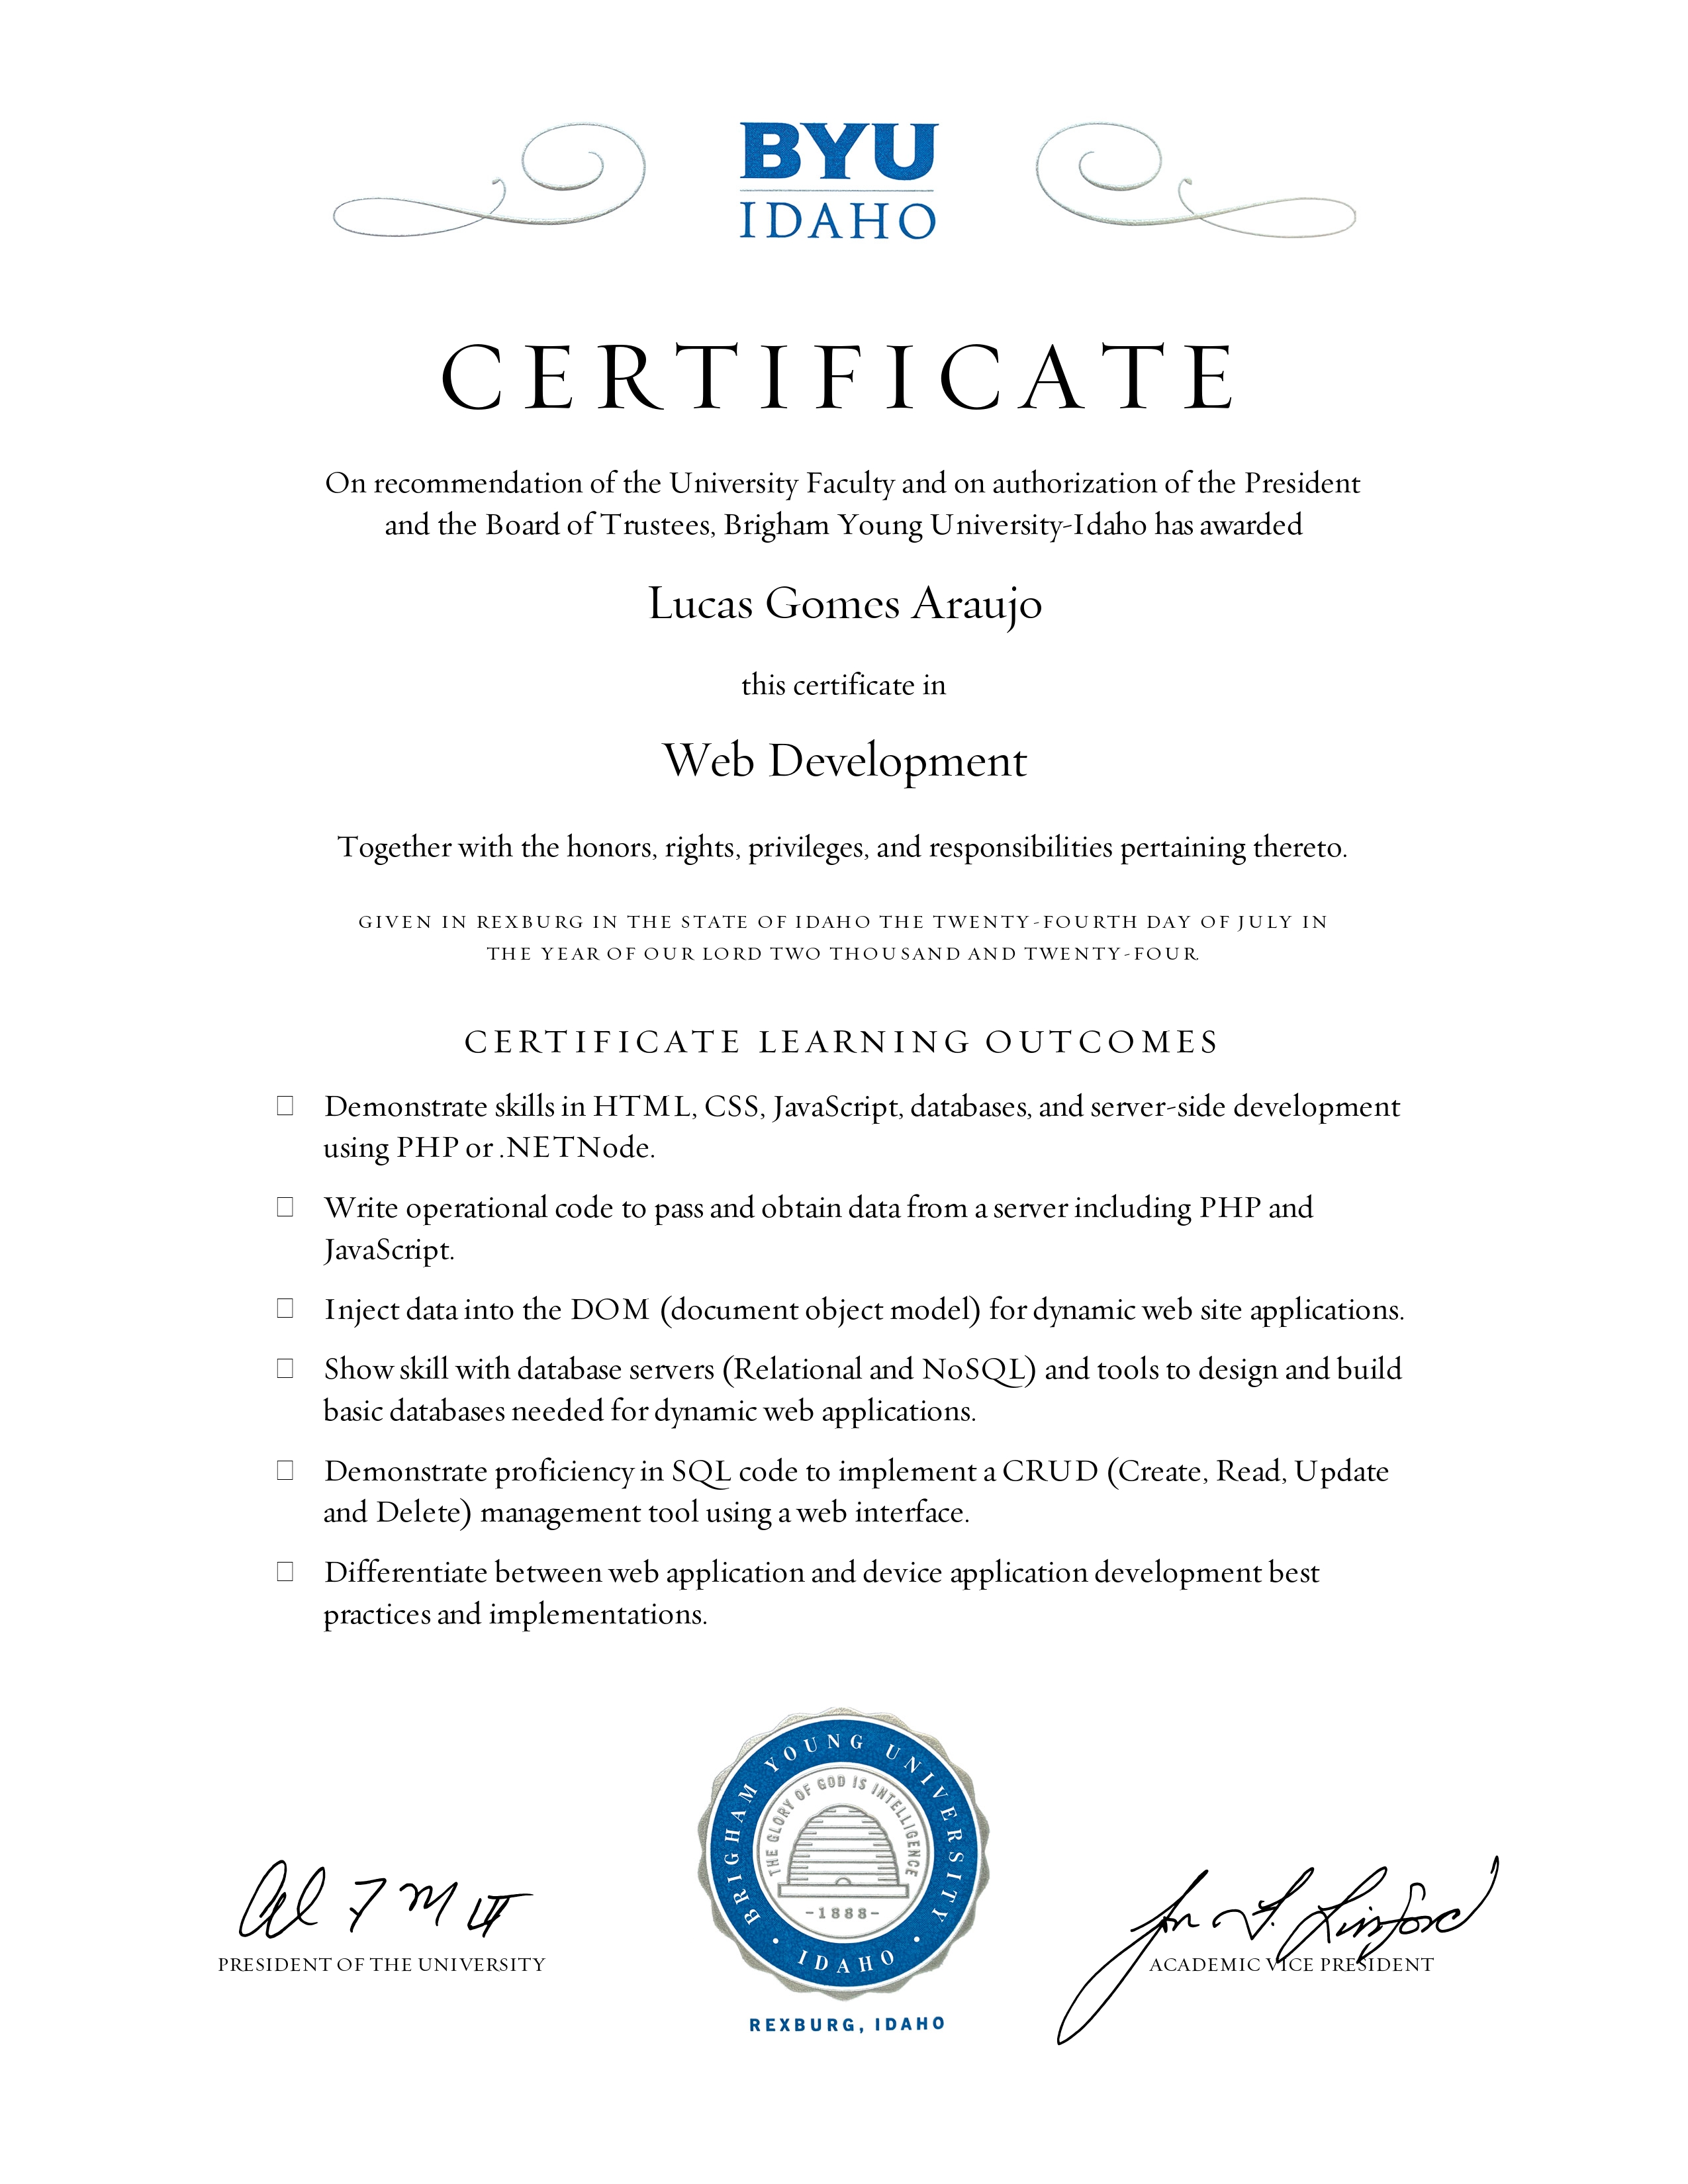 BYU
IDAHO
CERTIFICATE
On recommendation of the University Faculty and on authorization of the President
and the Board of Trustees, Brigham Young University-Idaho has awarded
Lucas Gomes Araujo
this certificate in
Web Development
Together with the honors, rights, privileges, and responsibilities pertaining thereto.
GIVEN IN REXBURG IN THE STATE OF IDAHO THE TWENTY-FOURTH DAY OF JULY IN
THE YEAR OF OUR LORD TWO THOUSAND AND TWENTY-FOUR.
CERTIFICATE LEARNING OUTCOMES
Demonstrate skills in HTML, CSS, JavaScript, databases, and server-side development
using PHP or .NETNode.
Write operational code to pass and obtain data from a server including PHP and
JavaScript.
Inject data into the DOM (document object model) for dynamic web site applications.
Show skill with database servers (Relational and NoSQL) and tools to design and build
basic databases needed for dynamic web applications.
Demonstrate proficiency in SQL code to implement a CRUD (Create, Read, Update
and Delete) management tool using a web interface.
Differentiate between web application and device application development best
practices and implementations.
BRIGHAM YOUNG UNIVERSITY
THE GLORY OF GOD IS INTELLIGENCE
-1888-
• IDAHO •
REXBURG, IDAHO
PRESIDENT OF THE UNIVERSITY
ACADEMIC VICE PRESIDENT